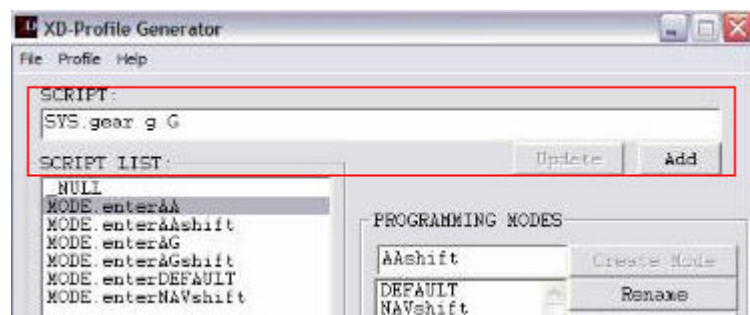 XD-Profile Generator
File Profile Help
SCRIPT:
SYS.gear g G
Update Add
SCRIPT LIST:
_NULL
MODE.enterAA
MODE.enterAAshift
MODE.enterAG
MODE.enterAGshift
MODE.enterDEFAULT
MODE.enterNAVshift
PROGRAMMING MODES
AAshift
Create Mode
DEFAULT
Rename
NAVshift